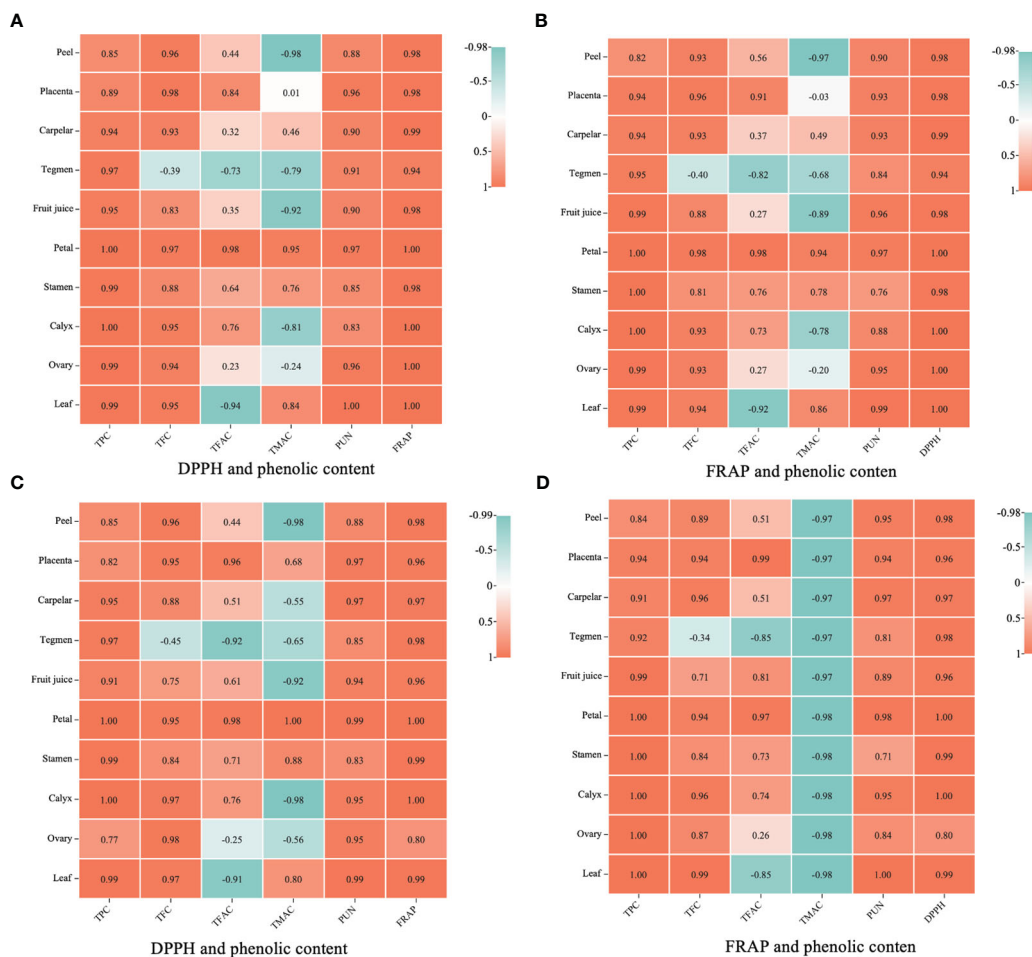 A
Peel 0.85 0.96 0.44 -0.98 0.88 0.98
Placenta 0.89 0.98 0.84 0.01 0.96 0.98
Carpelar 0.94 0.93 0.32 0.46 0.90 0.99
Tegmen 0.97 -0.39 -0.73 -0.79 0.91 0.94
Fruit juice 0.95 0.83 0.35 -0.92 0.90 0.98
Petal 1.00 0.97 0.98 0.95 0.97 1.00
Stamen 0.99 0.88 0.64 0.76 0.85 0.98
Calyx 1.00 0.95 0.76 -0.81 0.83 1.00
Ovary 0.99 0.94 0.23 -0.24 0.96 1.00
Leaf 0.99 0.95 -0.94 0.84 1.00 1.00
TPC TFC TFAC TMAC PUN FRAP
DPPH and phenolic content
-0.98
-0.5
0
0.5
1
B
Peel 0.82 0.93 0.56 -0.97 0.90 0.98
Placenta 0.94 0.96 0.91 -0.03 0.93 0.98
Carpelar 0.94 0.93 0.37 0.49 0.93 0.99
Tegmen 0.95 -0.40 -0.82 -0.68 0.84 0.94
Fruit juice 0.99 0.88 0.27 -0.89 0.96 0.98
Petal 1.00 0.98 0.98 0.94 0.97 1.00
Stamen 1.00 0.81 0.76 0.78 0.76 0.98
Calyx 1.00 0.93 0.73 -0.78 0.88 1.00
Ovary 0.99 0.93 0.27 -0.20 0.95 1.00
Leaf 0.99 0.94 -0.92 0.86 0.99 1.00
TPC TFC TFAC TMAC PUN DPPH
FRAP and phenolic conten
-0.98
-0.5
0
0.5
1
C
Peel 0.85 0.96 0.44 -0.98 0.88 0.98
Placenta 0.82 0.95 0.96 0.68 0.97 0.96
Carpelar 0.95 0.88 0.51 -0.55 0.97 0.97
Tegmen 0.97 -0.45 -0.92 -0.65 0.85 0.98
Fruit juice 0.91 0.75 0.61 -0.92 0.94 0.96
Petal 1.00 0.95 0.98 1.00 0.99 1.00
Stamen 0.99 0.84 0.71 0.88 0.83 0.99
Calyx 1.00 0.97 0.76 -0.98 0.95 1.00
Ovary 0.77 0.98 -0.25 -0.56 0.95 0.80
Leaf 0.99 0.97 -0.91 0.80 0.99 0.99
TPC TFC TFAC TMAC PUN FRAP
DPPH and phenolic content
-0.99
-0.5
0
0.5
1
D
Peel 0.84 0.89 0.51 -0.97 0.95 0.98
Placenta 0.94 0.94 0.99 -0.97 0.94 0.96
Carpelar 0.91 0.96 0.51 -0.97 0.97 0.97
Tegmen 0.92 -0.34 -0.85 -0.97 0.81 0.98
Fruit juice 0.99 0.71 0.81 -0.97 0.89 0.96
Petal 1.00 0.94 0.97 -0.98 0.98 1.00
Stamen 1.00 0.84 0.73 -0.98 0.71 0.99
Calyx 1.00 0.96 0.74 -0.98 0.95 1.00
Ovary 1.00 0.87 0.26 -0.98 0.84 0.80
Leaf 1.00 0.99 -0.85 -0.98 1.00 0.99
TPC TFC TFAC TMAC PUN DPPH
FRAP and phenolic conten
-0.98
-0.5
0
0.5
1